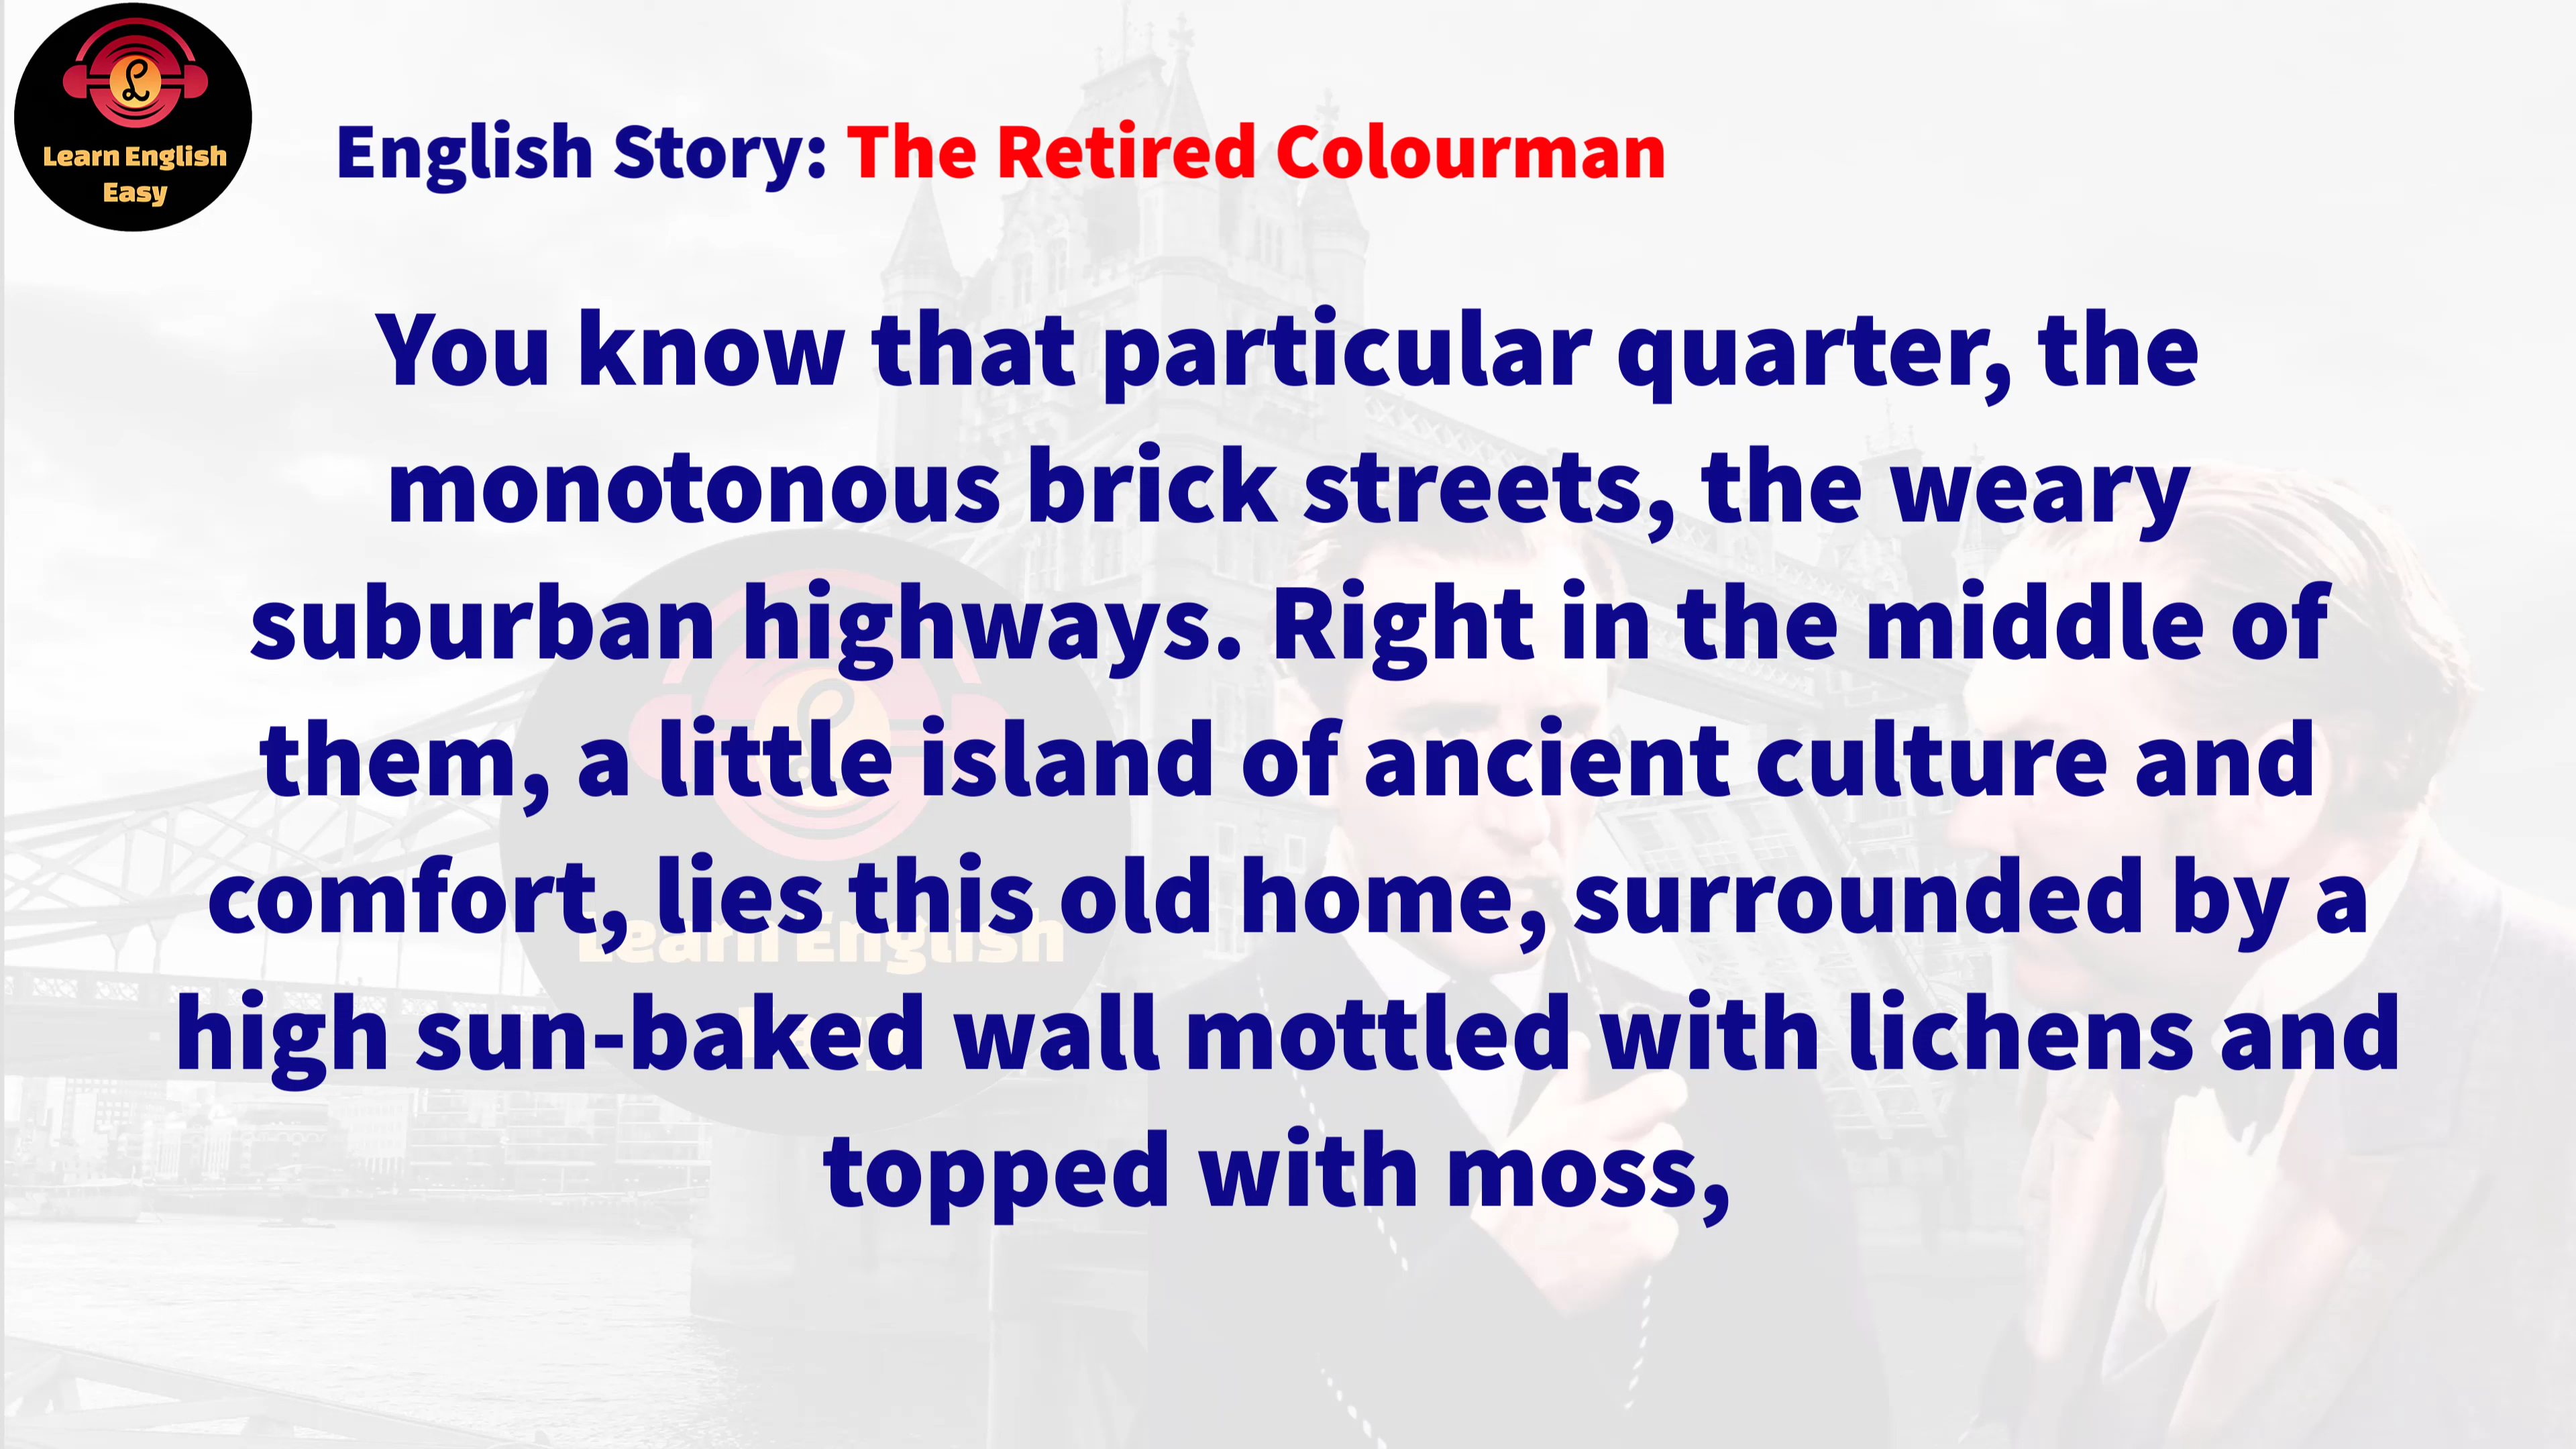 Learn English
Easy
English Story: The Retired Colourman
You know that particular quarter, the
monotonous brick streets, the weary
suburban highways. Right in the middle of
them, a little island of ancient culture and
comfort, lies this old home, surrounded by a
high sun-baked wall mottled with lichens and
topped with moss,
Learn English